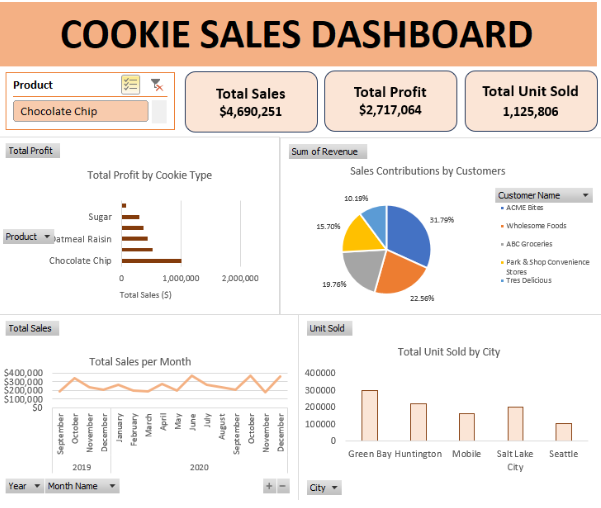 COOKIE SALES DASHBOARD
Product
Chocolate Chip
Total Sales
$4,690,251
Total Profit
$2,717,064
Total Unit Sold
1,125,806
Total Profit
Total Profit by Cookie Type
Sugar
Product
Oatmeal Raisin
Chocolate Chip
0 1,000,000 2,000,000
Total Sales ($)
Sum of Revenue
Sales Contributions by Customers
10.19%
31.79%
15.70%
19.76%
22.56%
Customer Name
ACME Bites
Wholesome Foods
ABC Groceries
Park & Shop Convenience
Stores
Tres Delicious
Total Sales
Total Sales per Month
$400,000
$300,000
$200,000
$100,000
$0
September
October
November
December
January
February
March
April
May
June
July
August
September
October
November
December
2019 2020
Year Month Name
+ −
Unit Sold
Total Unit Sold by City
400000
300000
200000
100000
0
Green Bay Huntington Mobile Salt Lake Seattle
City
City